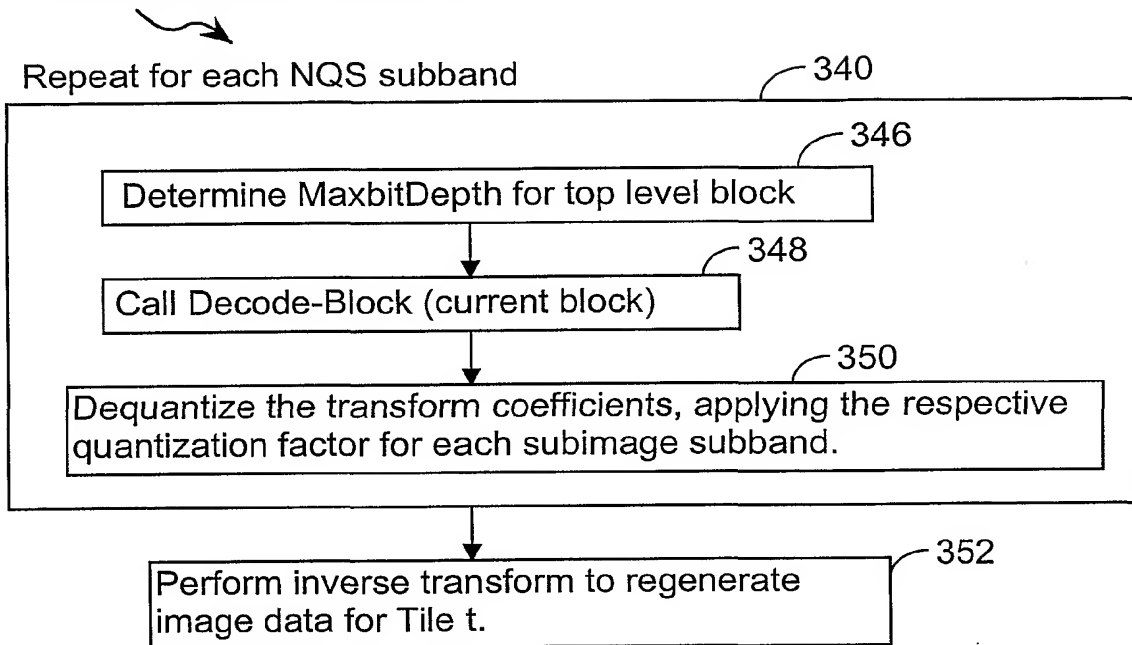 Repeat for each NQS subband
340
346
Determine MaxbitDepth for top level block
348
Call Decode-Block (current block)
350
Dequantize the transform coefficients, applying the respective
quantization factor for each subimage subband.
352
Perform inverse transform to regenerate
image data for Tile t.